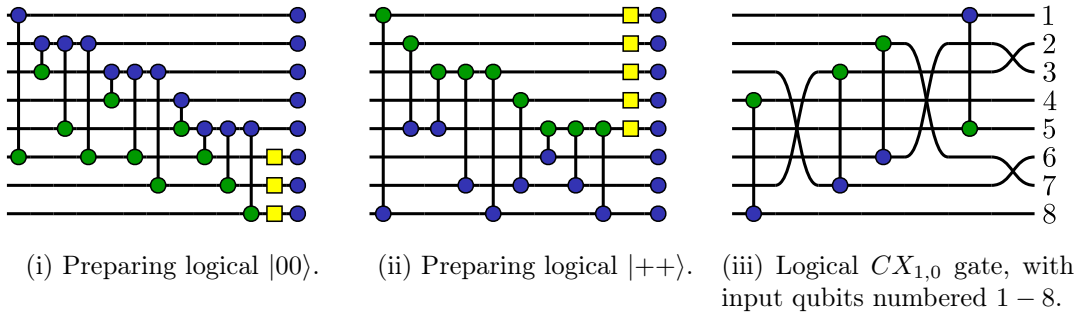 1
2
3
4
5
6
7
8
(i) Preparing logical |00⟩.
(ii) Preparing logical |++⟩.
(iii) Logical CX₁,₀ gate, with
input qubits numbered 1 − 8.